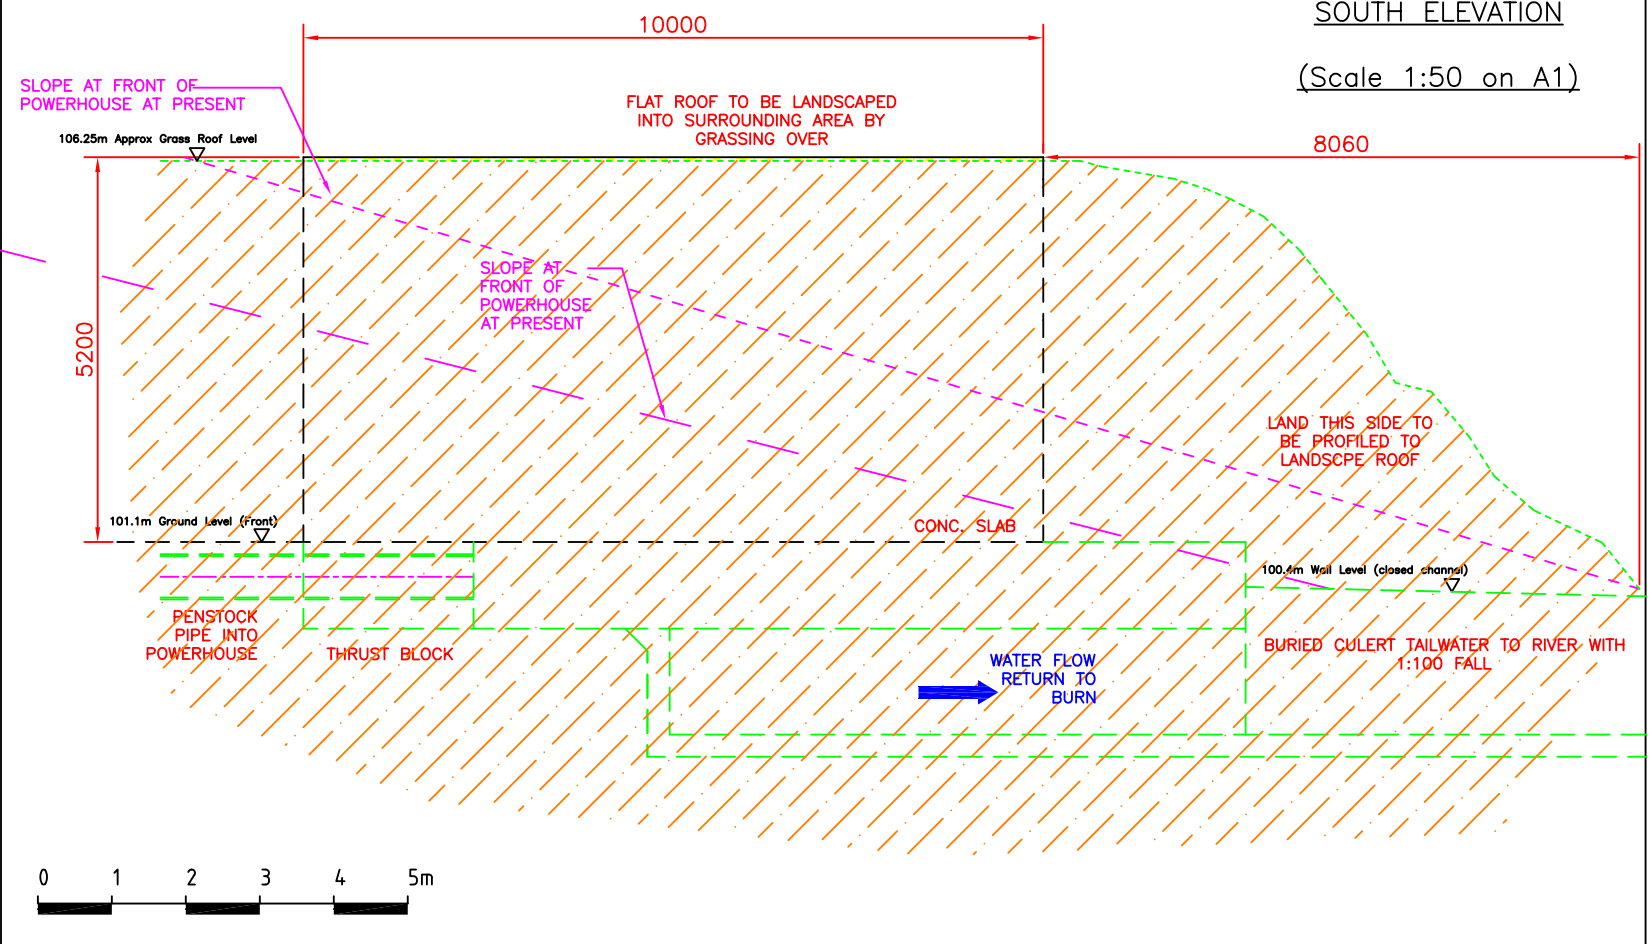 SOUTH ELEVATION
(Scale 1:50 on A1)
10000
SLOPE AT FRONT OF
POWERHOUSE AT PRESENT
FLAT ROOF TO BE LANDSCAPED
INTO SURROUNDING AREA BY
GRASSING OVER
106.25m Approx Grass Roof Level
8060
5200
SLOPE AT
FRONT OF
POWERHOUSE
AT PRESENT
LAND THIS SIDE TO
BE PROFILED TO
LANDSCPE ROOF
101.1m Ground Level (Front)
CONC. SLAB
100.4m Wall Level (closed channel)
PENSTOCK
PIPE INTO
POWERHOUSE
THRUST BLOCK
WATER FLOW
RETURN TO
BURN
BURIED CULERT TAILWATER TO RIVER WITH
1:100 FALL
0 1 2 3 4 5m